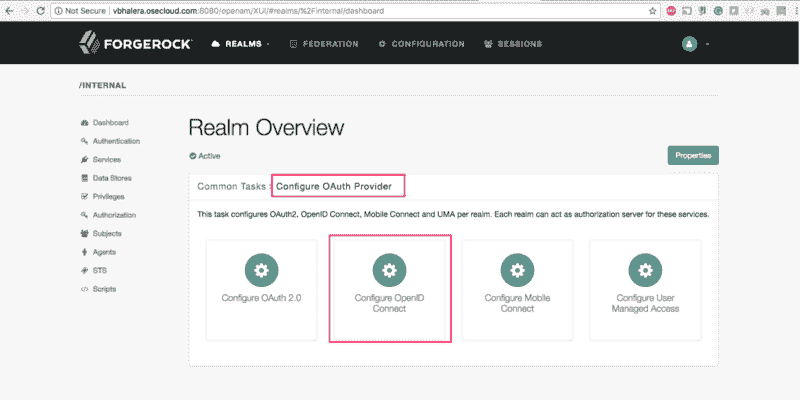 Not Secure | vbhalera.osecloud.com:8080/openam/XUI/#realms/%2Finternal/dashboard
FORGEROCK REALMS FEDERATION CONFIGURATION SESSIONS
/INTERNAL
Dashboard
Authentication
Services
Data Stores
Privileges
Authorization
Subjects
Agents
STS
Scripts
Realm Overview
Active
Properties
Common Tasks > Configure OAuth Provider
This task configures OAuth2, OpenID Connect, Mobile Connect and UMA per realm. Each realm can act as authorization server for these services.
Configure OAuth 2.0
Configure OpenID
Connect
Configure Mobile
Connect
Configure User
Managed Access